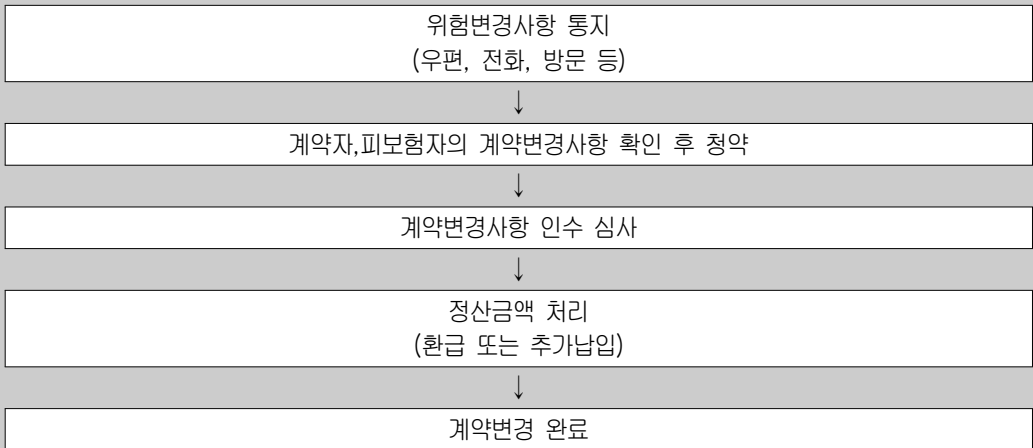 위험변경사항 통지
(우편, 전화, 방문 등)
↓
계약자,피보험자의 계약변경사항 확인 후 청약
↓
계약변경사항 인수 심사
↓
정산금액 처리
(환급 또는 추가납입)
↓
계약변경 완료